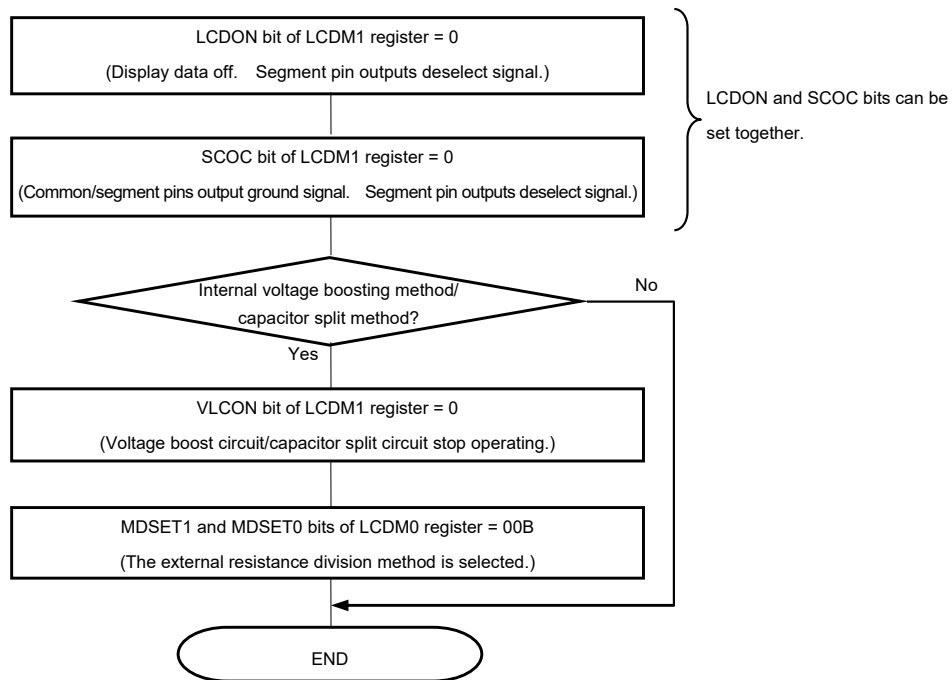 LCDON bit of LCDM1 register = 0
(Display data off. Segment pin outputs deselect signal.)
LCDON and SCOC bits can be
set together.
SCOC bit of LCDM1 register = 0
(Common/segment pins output ground signal. Segment pin outputs deselect signal.)
Internal voltage boosting method/
capacitor split method?
No
Yes
VLCON bit of LCDM1 register = 0
(Voltage boost circuit/capacitor split circuit stop operating.)
MDSET1 and MDSET0 bits of LCDM0 register = 00B
(The external resistance division method is selected.)
END